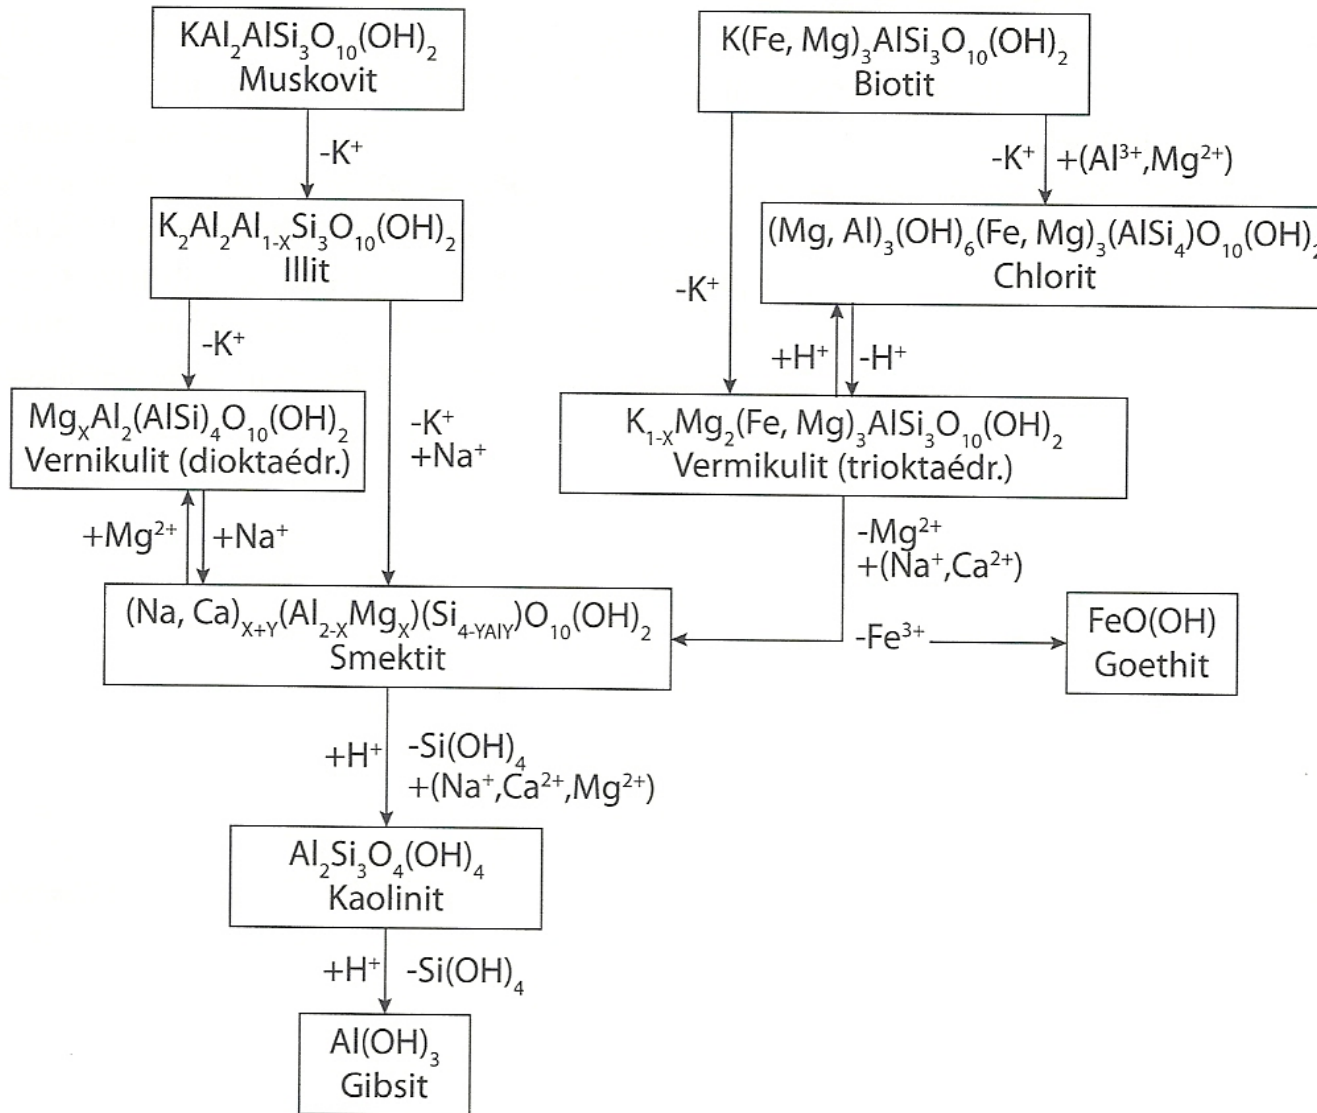 KAl₂AlSi₃O₁₀(OH)₂
Muskovit
K(Fe, Mg)₃AlSi₃O₁₀(OH)₂
Biotit
-K⁺
-K⁺ +(Al³⁺,Mg²⁺)
K₂Al₂Al₁₋ₓSi₃O₁₀(OH)₂
Illit
(Mg, Al)₃(OH)₆(Fe, Mg)₃(AlSi₄)O₁₀(OH)₂
Chlorit
-K⁺
-K⁺
+H⁺ -H⁺
MgₓAl₂(AlSi)₄O₁₀(OH)₂
Vernikulit (dioktaédr.)
-K⁺
+Na⁺
K₁₋ₓMg₂(Fe, Mg)₃AlSi₃O₁₀(OH)₂
Vermikulit (trioktaédr.)
+Mg²⁺ +Na⁺
-Mg²⁺
+(Na⁺,Ca²⁺)
(Na, Ca)X+Y(Al2-XMgX)(Si4-YAlY)O₁₀(OH)₂
Smektit
-Fe³⁺
FeO(OH)
Goethit
+H⁺ -Si(OH)₄
+(Na⁺,Ca²⁺,Mg²⁺)
Al₂Si₃O₄(OH)₄
Kaolinit
+H⁺ -Si(OH)₄
Al(OH)₃
Gibsit